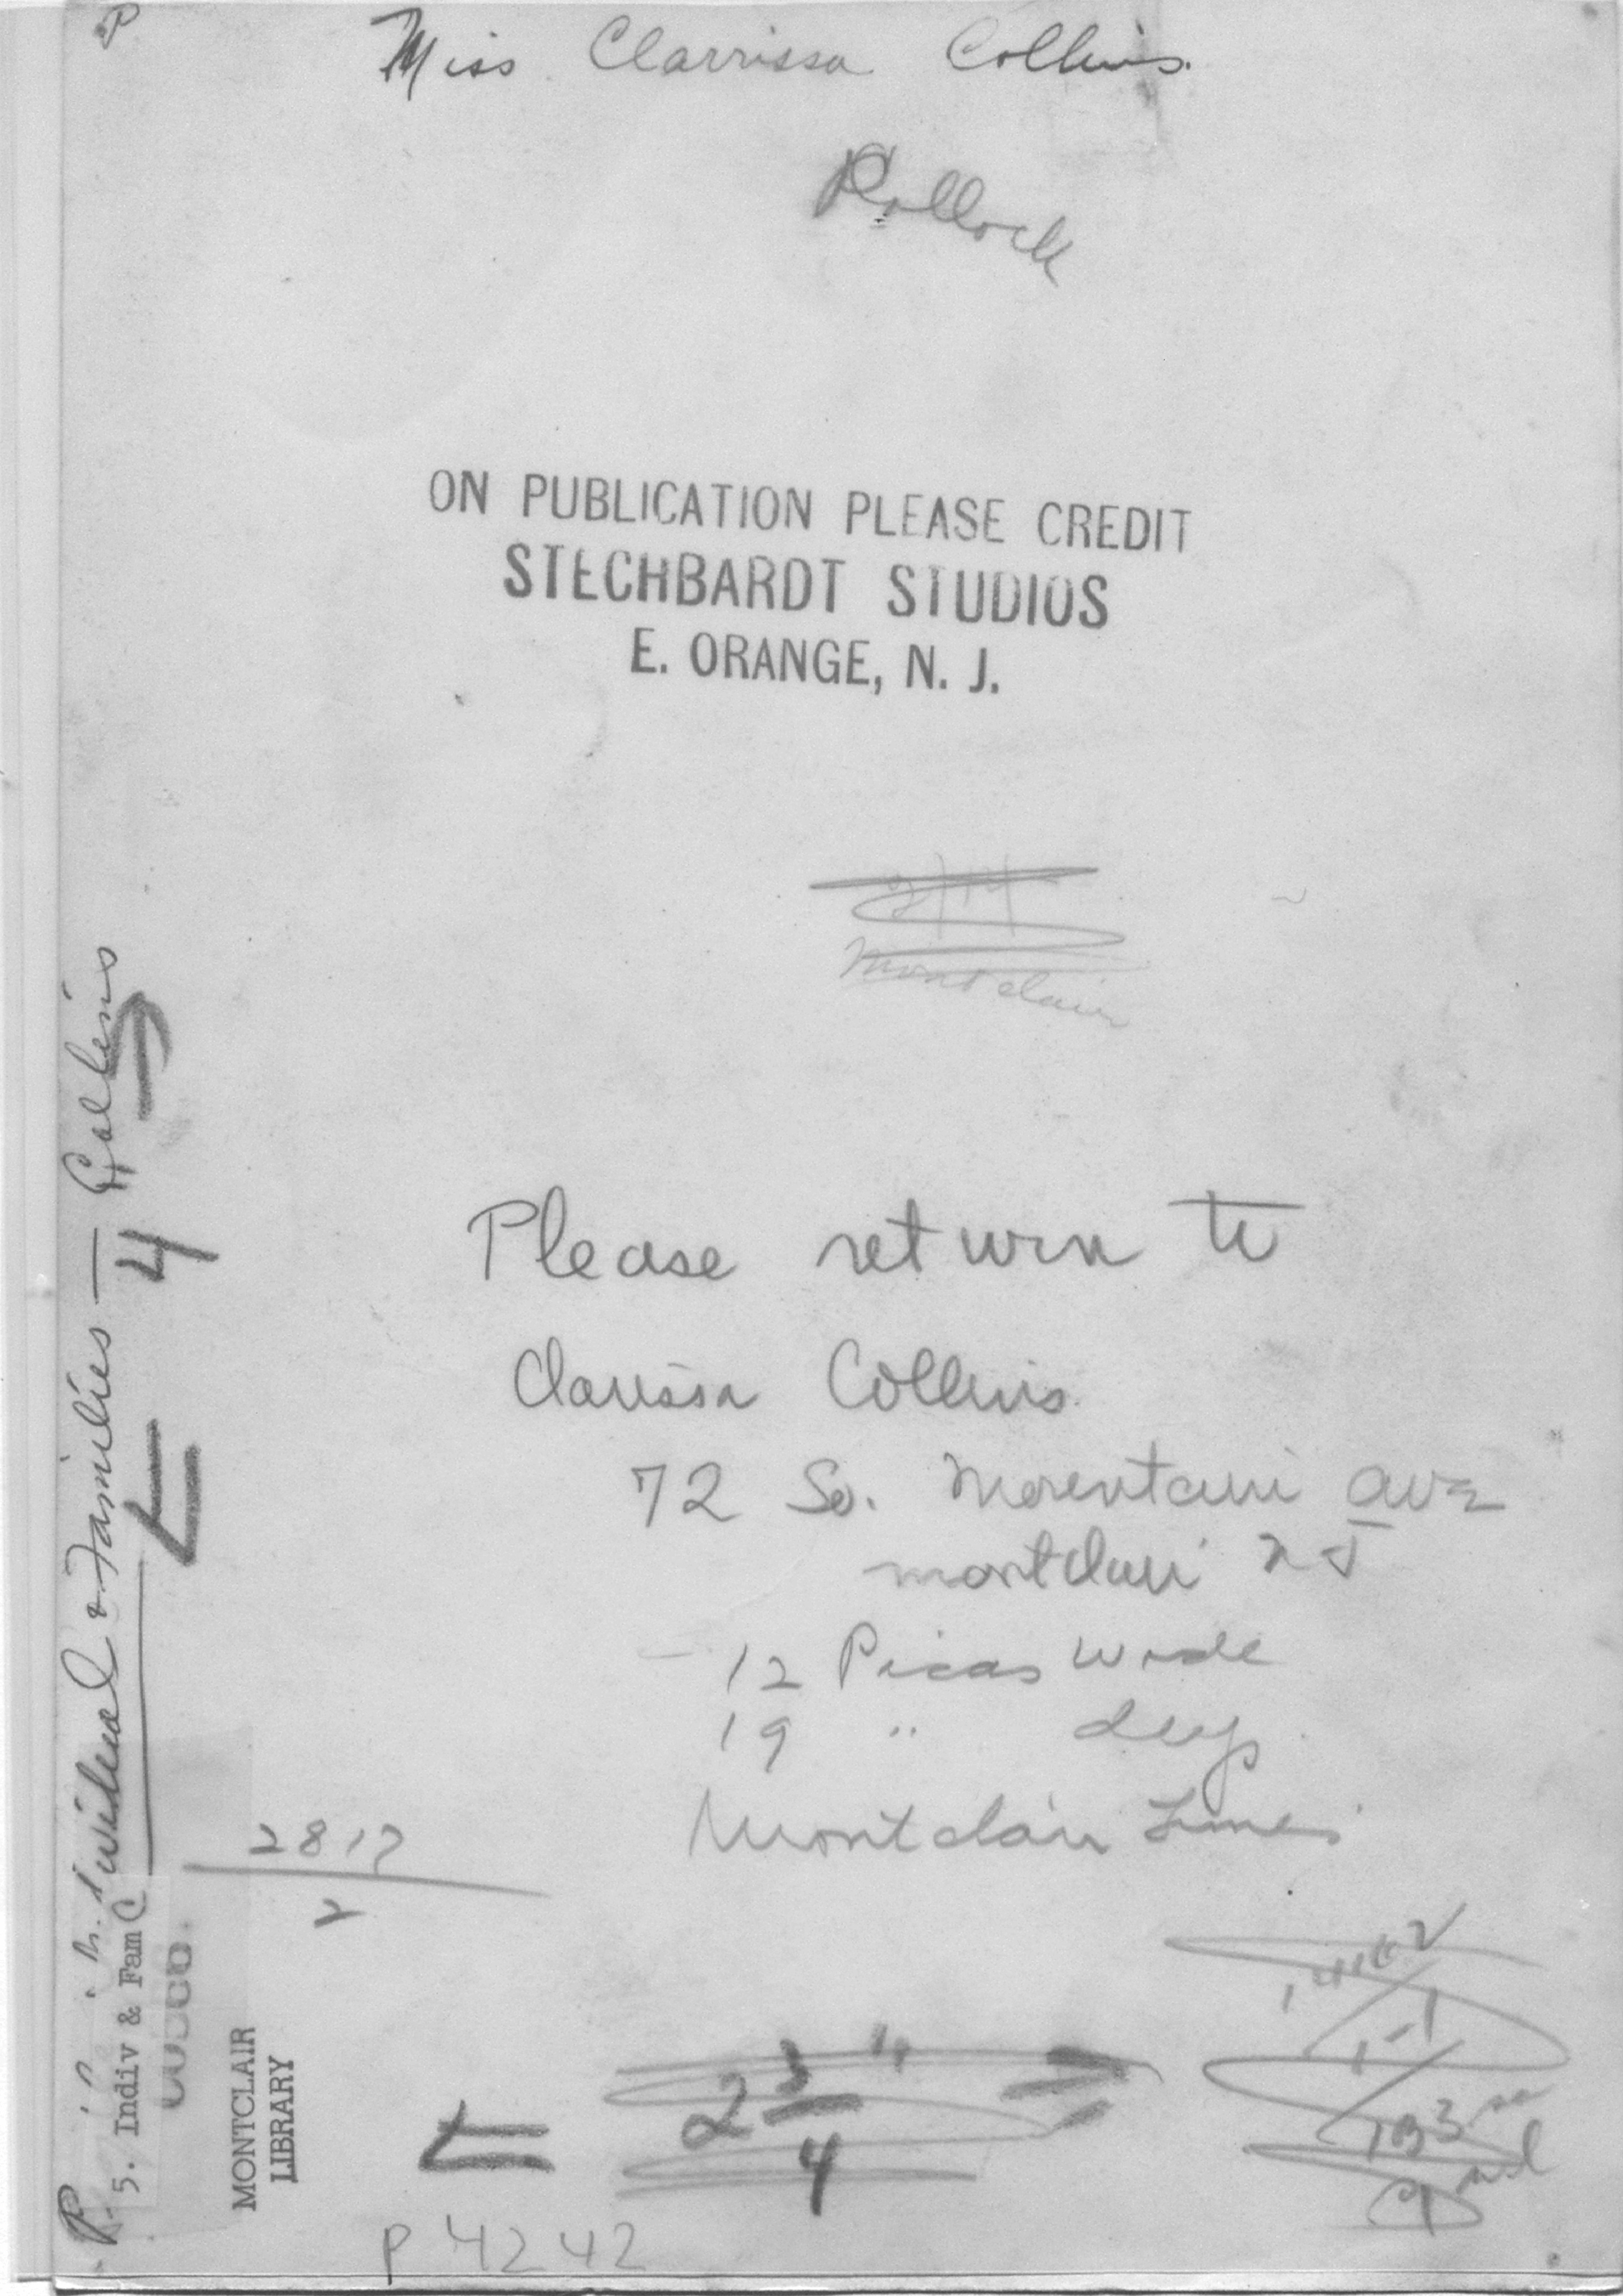 P
Miss Clarrissa Collins.
Pollock
ON PUBLICATION PLEASE CREDIT
STECHBARDT STUDIOS
E. ORANGE, N. J.
Montclair
Please return to
Clarissa Collins.
72 So. Mountain Ave
Montclair N J
12 Picas wide
19 " deep
Montclair Times
2817
2
2 3/4 "
P 4242
MONTCLAIR
LIBRARY
5. Indiv & Fam C
Individual & Families — Collins
4